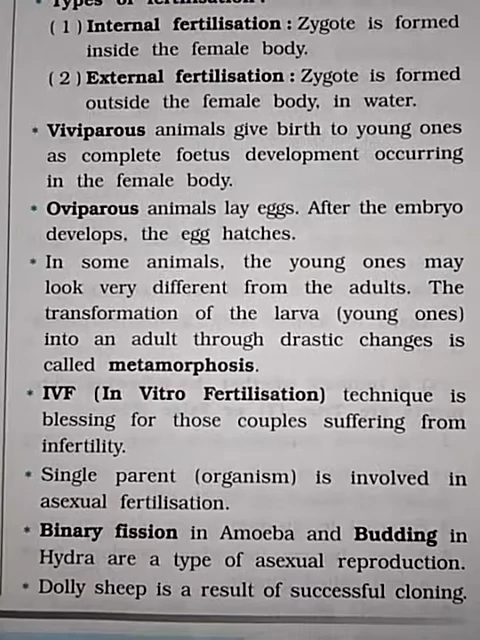 * Types of fertilisation :
( 1 ) Internal fertilisation : Zygote is formed
inside the female body.
( 2 ) External fertilisation : Zygote is formed
outside the female body, in water.
* Viviparous animals give birth to young ones
as complete foetus development occurring
in the female body.
* Oviparous animals lay eggs. After the embryo
develops, the egg hatches.
* In some animals, the young ones may
look very different from the adults. The
transformation of the larva (young ones)
into an adult through drastic changes is
called metamorphosis.
* IVF (In Vitro Fertilisation) technique is
blessing for those couples suffering from
infertility.
* Single parent (organism) is involved in
asexual fertilisation.
* Binary fission in Amoeba and Budding in
Hydra are a type of asexual reproduction.
* Dolly sheep is a result of successful cloning.